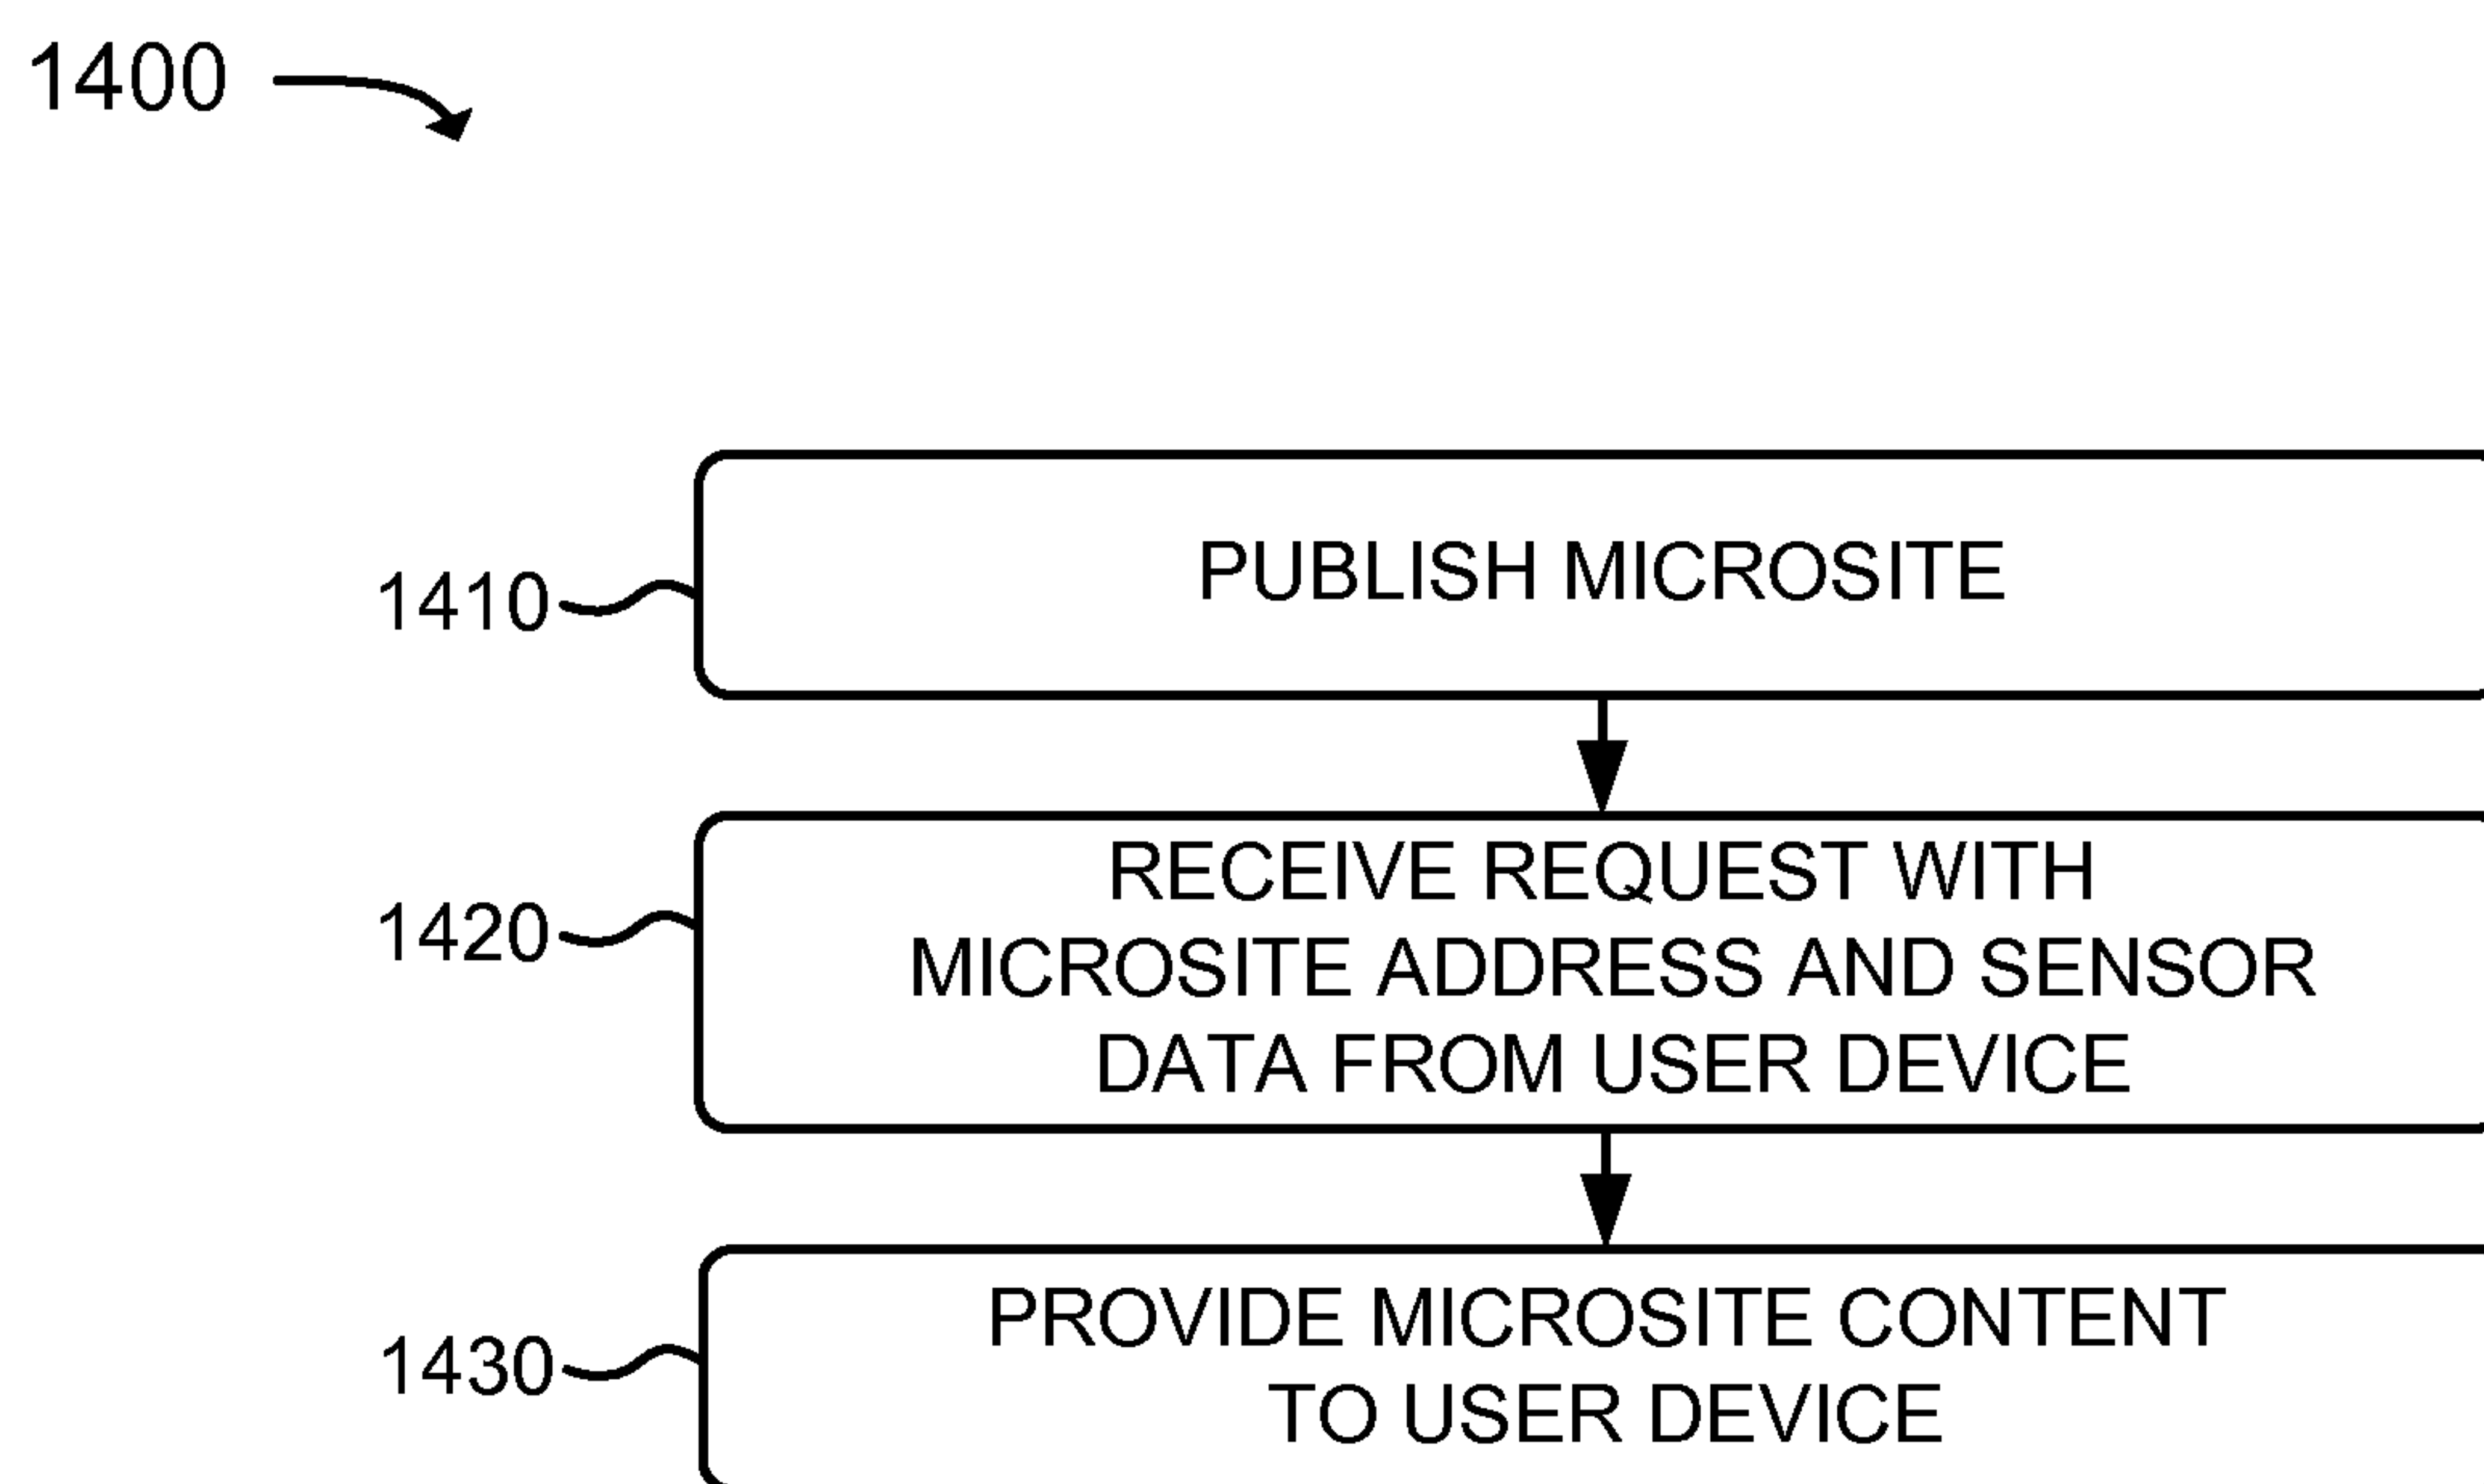 1400
1410
PUBLISH MICROSITE
1420
RECEIVE REQUEST WITH
MICROSITE ADDRESS AND SENSOR
DATA FROM USER DEVICE
1430
PROVIDE MICROSITE CONTENT
TO USER DEVICE